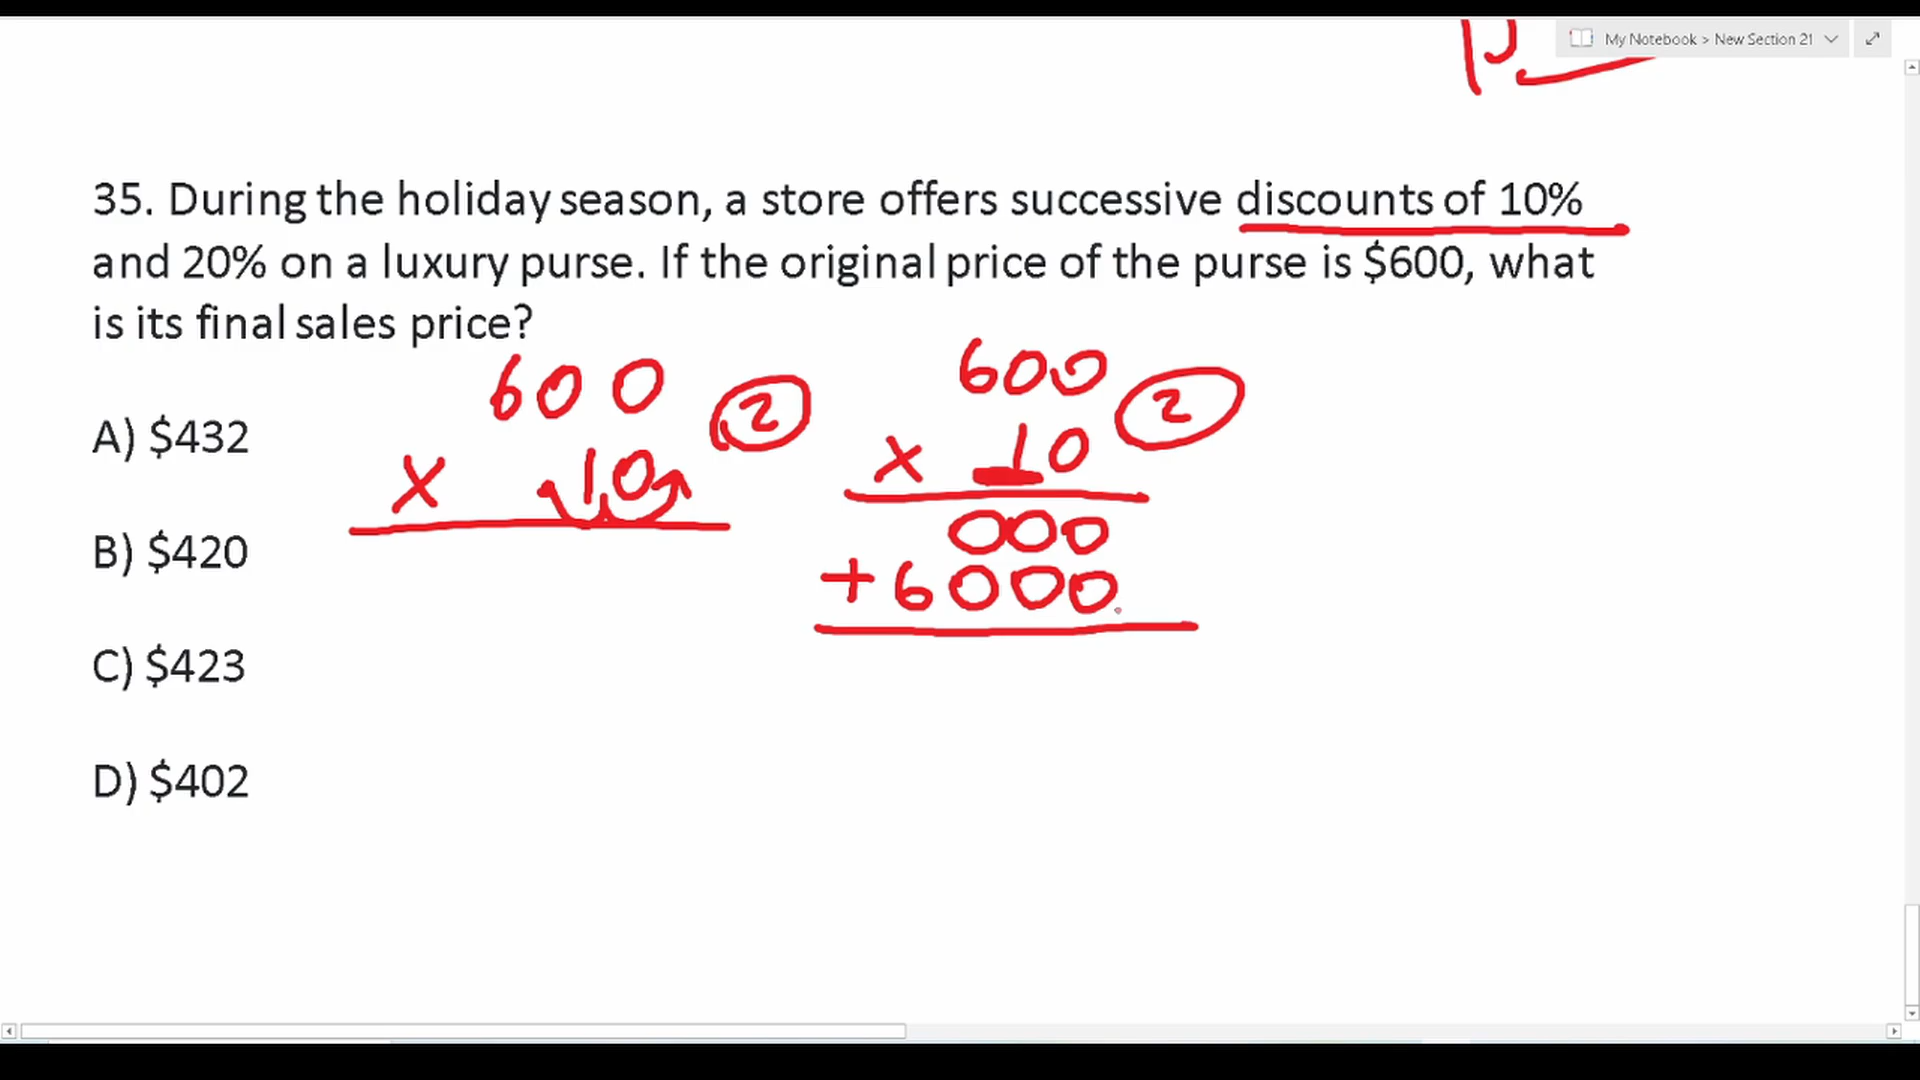 My Notebook > New Section 21
35. During the holiday season, a store offers successive discounts of 10%
and 20% on a luxury purse. If the original price of the purse is $600, what
is its final sales price?
A) $432
B) $420
C) $423
D) $402
600
2
x .10
600
2
x 10
000
+6000